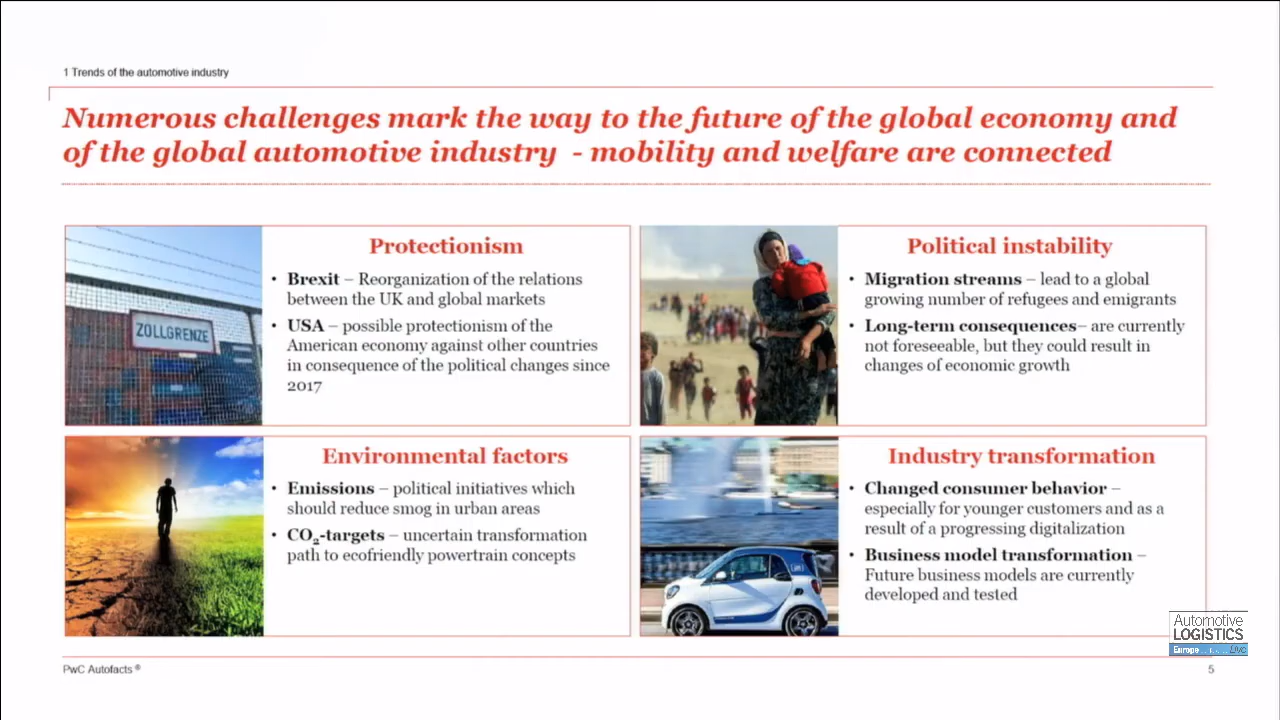 1 Trends of the automotive industry
Numerous challenges mark the way to the future of the global economy and
of the global automotive industry - mobility and welfare are connected
ZOLLGRENZE
Protectionism
• Brexit – Reorganization of the relations
between the UK and global markets
• USA – possible protectionism of the
American economy against other countries
in consequence of the political changes since
2017
Political instability
• Migration streams – lead to a global
growing number of refugees and emigrants
• Long-term consequences– are currently
not foreseeable, but they could result in
changes of economic growth
Environmental factors
• Emissions – political initiatives which
should reduce smog in urban areas
• CO₂-targets – uncertain transformation
path to ecofriendly powertrain concepts
Industry transformation
• Changed consumer behavior –
especially for younger customers and as a
result of a progressing digitalization
• Business model transformation –
Future business models are currently
developed and tested
Automotive
LOGISTICS
Europe Live
PwC Autofacts ®
5